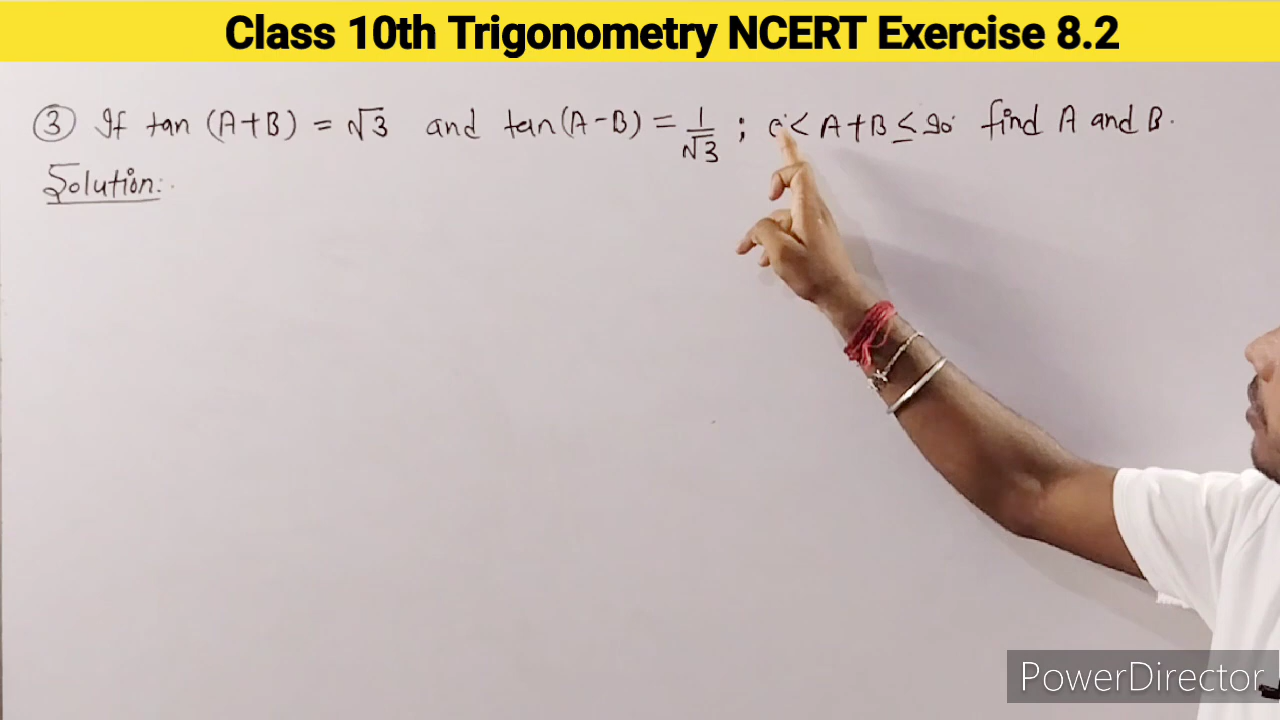 Class 10th Trigonometry NCERT Exercise 8.2
③ If tan (A+B) = √3 and tan(A-B) = 1/√3 ; 0°< A+B ≤ 90° find A and B.
Solution:
PowerDirector